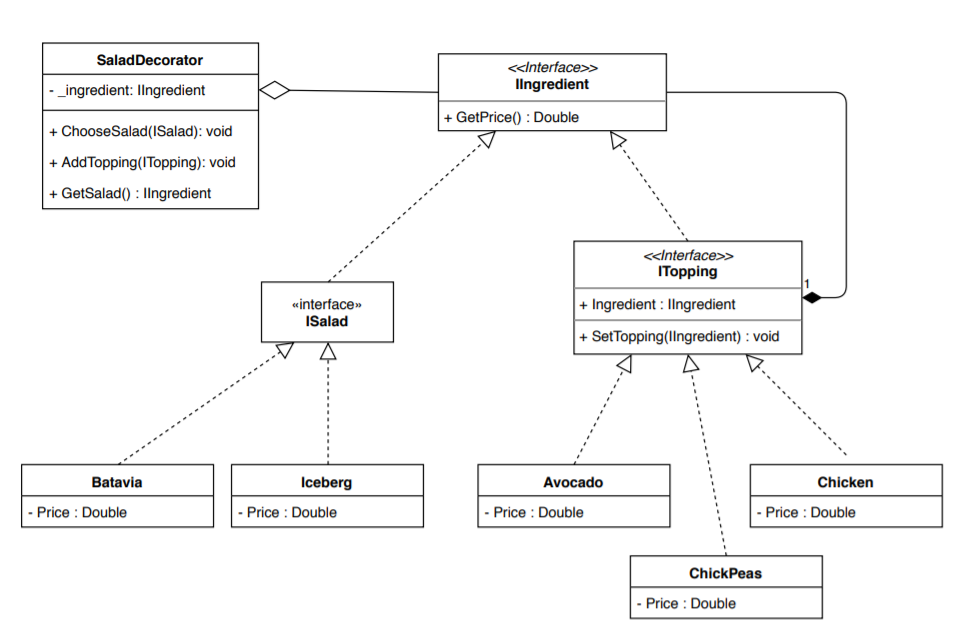 SaladDecorator
- _ingredient: IIngredient
+ ChooseSalad(ISalad): void
+ AddTopping(ITopping): void
+ GetSalad() : IIngredient
<<Interface>>
IIngredient
+ GetPrice() : Double
<<Interface>>
ITopping
1
+ Ingredient : IIngredient
+ SetTopping(IIngredient) : void
«interface»
ISalad
Batavia
- Price : Double
Iceberg
- Price : Double
Avocado
- Price : Double
Chicken
- Price : Double
ChickPeas
- Price : Double